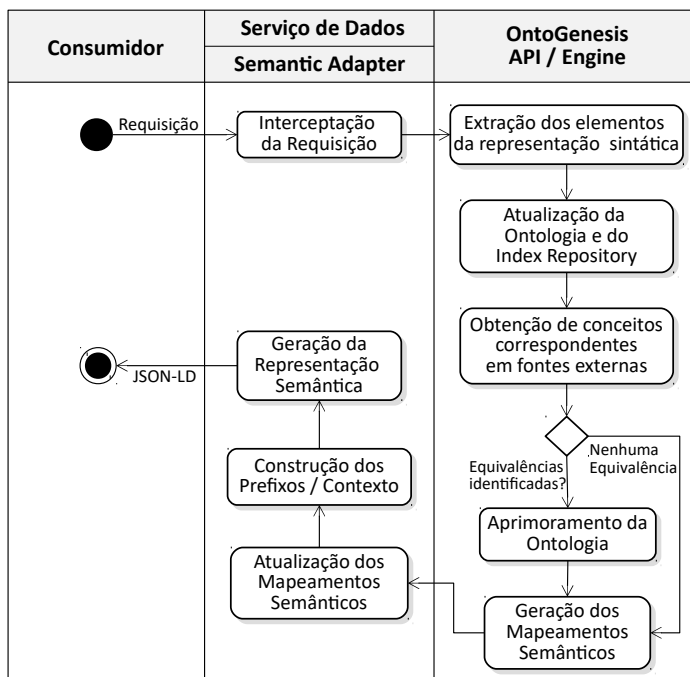 Consumidor
Serviço de Dados
Semantic Adapter
OntoGenesis
API / Engine
Requisição
Interceptação
da Requisição
Extração dos elementos
da representação sintática
Atualização da
Ontologia e do
Index Repository
Obtenção de conceitos
correspondentes
em fontes externas
Geração da
Representação
Semântica
JSON-LD
Equivalências
identificadas?
Nenhuma
Equivalência
Construção dos
Prefixos / Contexto
Aprimoramento da
Ontologia
Atualização dos
Mapeamentos
Semânticos
Geração dos
Mapeamentos
Semânticos